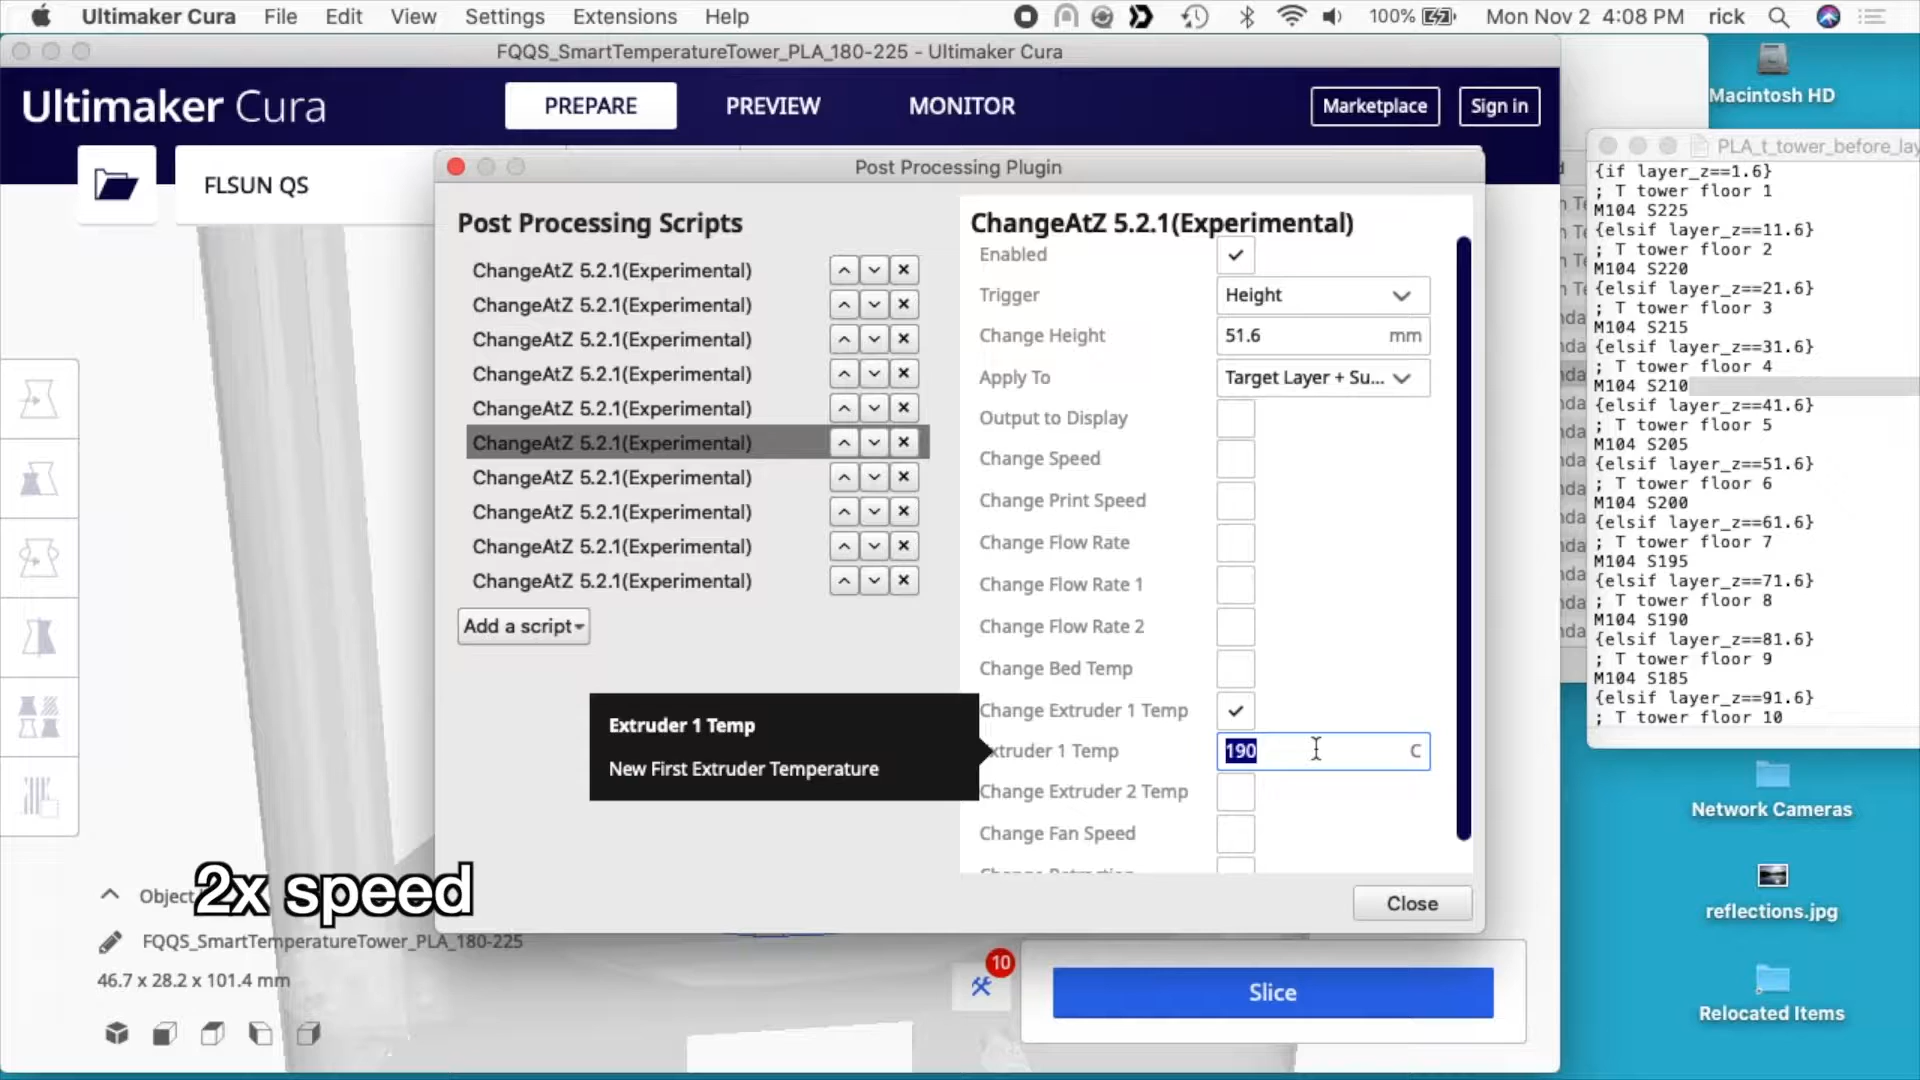 Ultimaker Cura File Edit View Settings Extensions Help 100% Mon Nov 2 4:08 PM rick
FQQS_SmartTemperatureTower_PLA_180-225 - Ultimaker Cura
Ultimaker Cura
PREPARE PREVIEW MONITOR
Marketplace Sign in
FLSUN QS
Post Processing Plugin
Post Processing Scripts
ChangeAtZ 5.2.1(Experimental)
ChangeAtZ 5.2.1(Experimental)
ChangeAtZ 5.2.1(Experimental)
ChangeAtZ 5.2.1(Experimental)
ChangeAtZ 5.2.1(Experimental)
ChangeAtZ 5.2.1(Experimental)
ChangeAtZ 5.2.1(Experimental)
ChangeAtZ 5.2.1(Experimental)
ChangeAtZ 5.2.1(Experimental)
ChangeAtZ 5.2.1(Experimental)
Add a script
ChangeAtZ 5.2.1(Experimental)
Enabled
Trigger Height
Change Height 51.6 mm
Apply To Target Layer + Su...
Output to Display
Change Speed
Change Print Speed
Change Flow Rate
Change Flow Rate 1
Change Flow Rate 2
Change Bed Temp
Change Extruder 1 Temp
xtruder 1 Temp 190 C
Change Extruder 2 Temp
Change Fan Speed
Extruder 1 Temp
New First Extruder Temperature
Close
2x speed
Object
FQQS_SmartTemperatureTower_PLA_180-225
46.7 x 28.2 x 101.4 mm
10
Slice
Macintosh HD
PLA_t_tower_before_lay
{if layer_z==1.6}
; T tower floor 1
M104 S225
{elsif layer_z==11.6}
; T tower floor 2
M104 S220
{elsif layer_z==21.6}
; T tower floor 3
M104 S215
{elsif layer_z==31.6}
; T tower floor 4
M104 S210
{elsif layer_z==41.6}
; T tower floor 5
M104 S205
{elsif layer_z==51.6}
; T tower floor 6
M104 S200
{elsif layer_z==61.6}
; T tower floor 7
M104 S195
{elsif layer_z==71.6}
; T tower floor 8
M104 S190
{elsif layer_z==81.6}
; T tower floor 9
M104 S185
{elsif layer_z==91.6}
; T tower floor 10
Network Cameras
reflections.jpg
Relocated Items